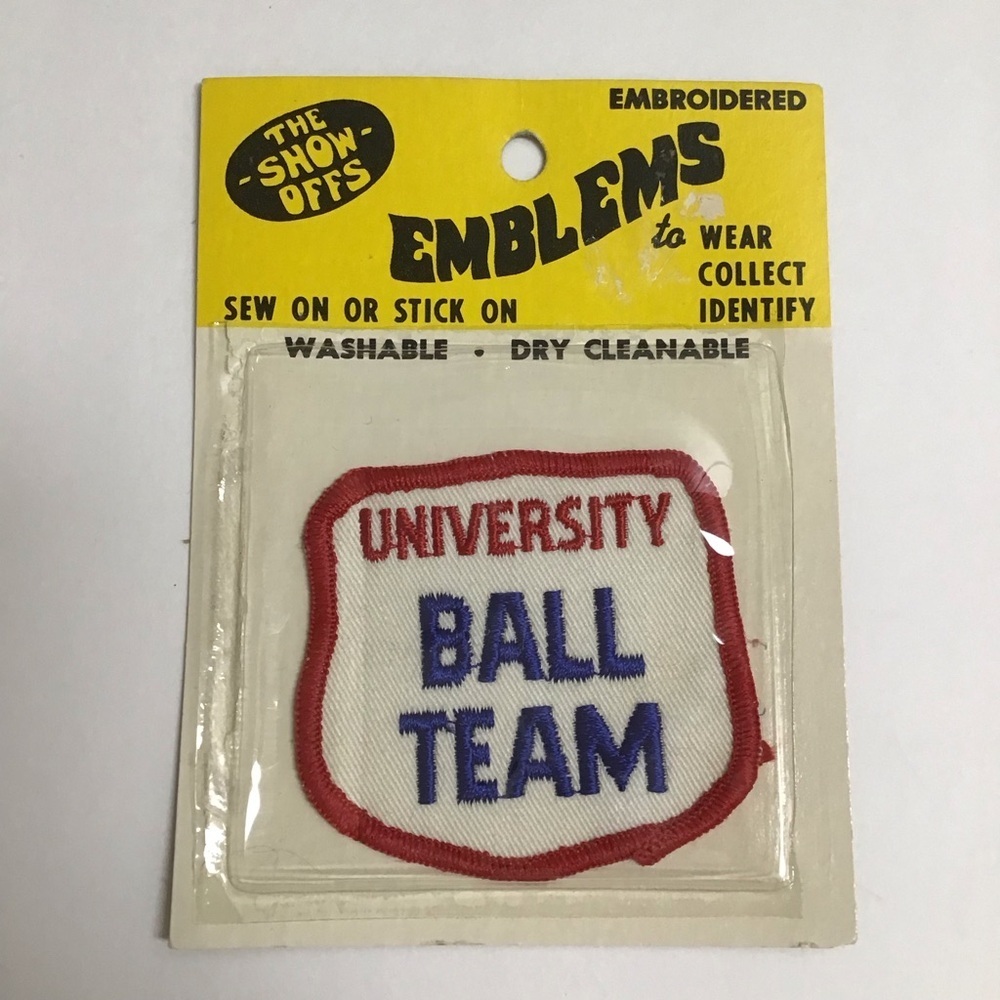 EMBROIDERED
THE
-SHOW-
OFFS
EMBLEMS
to WEAR
COLLECT
IDENTIFY
SEW ON OR STICK ON
WASHABLE • DRY CLEANABLE
UNIVERSITY
BALL
TEAM